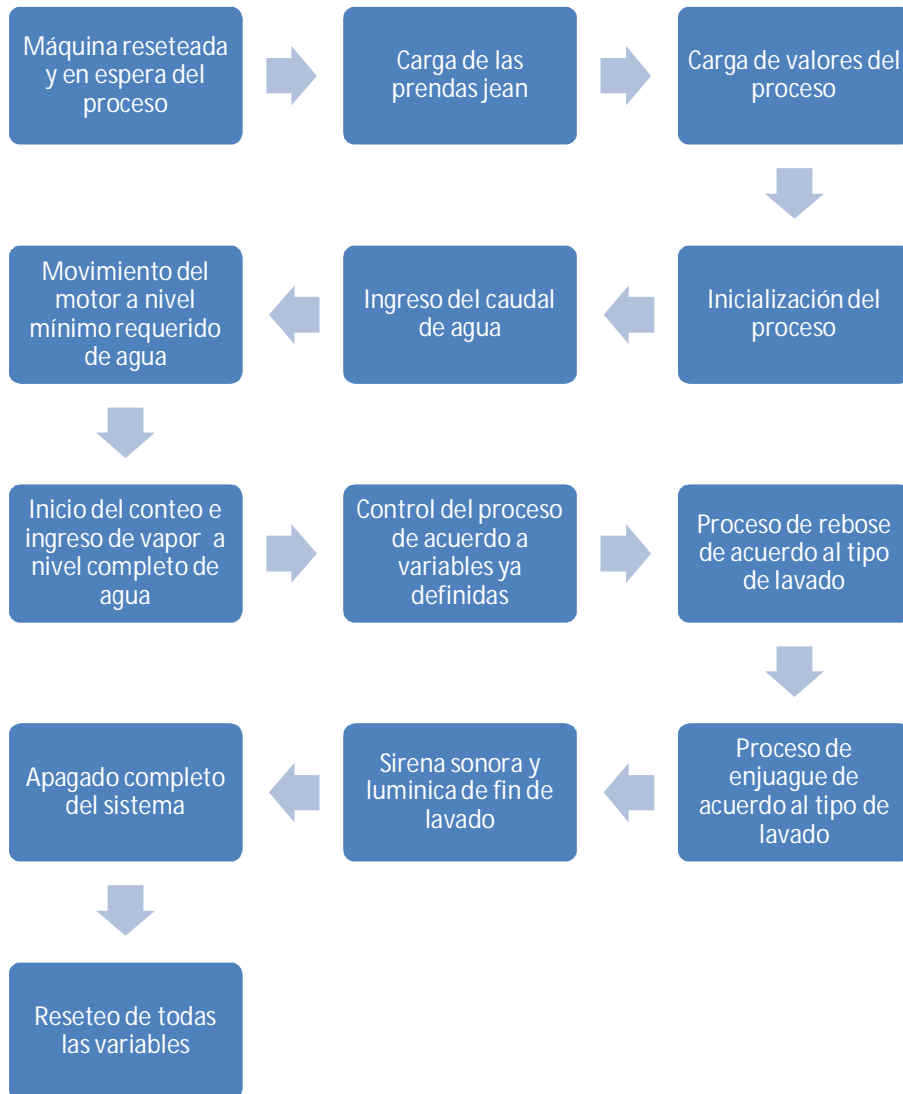 Máquina reseteada
y en espera del
proceso
Carga de las
prendas jean
Carga de valores del
proceso
Inicialización del
proceso
Ingreso del caudal
de agua
Movimiento del
motor a nivel
mínimo requerido
de agua
Inicio del conteo e
ingreso de vapor a
nivel completo de
agua
Control del proceso
de acuerdo a
variables ya
definidas
Proceso de rebose
de acuerdo al tipo
de lavado
Proceso de
enjuague de
acuerdo al tipo de
lavado
Sirena sonora y
luminica de fin de
lavado
Apagado completo
del sistema
Reseteo de todas
las variables